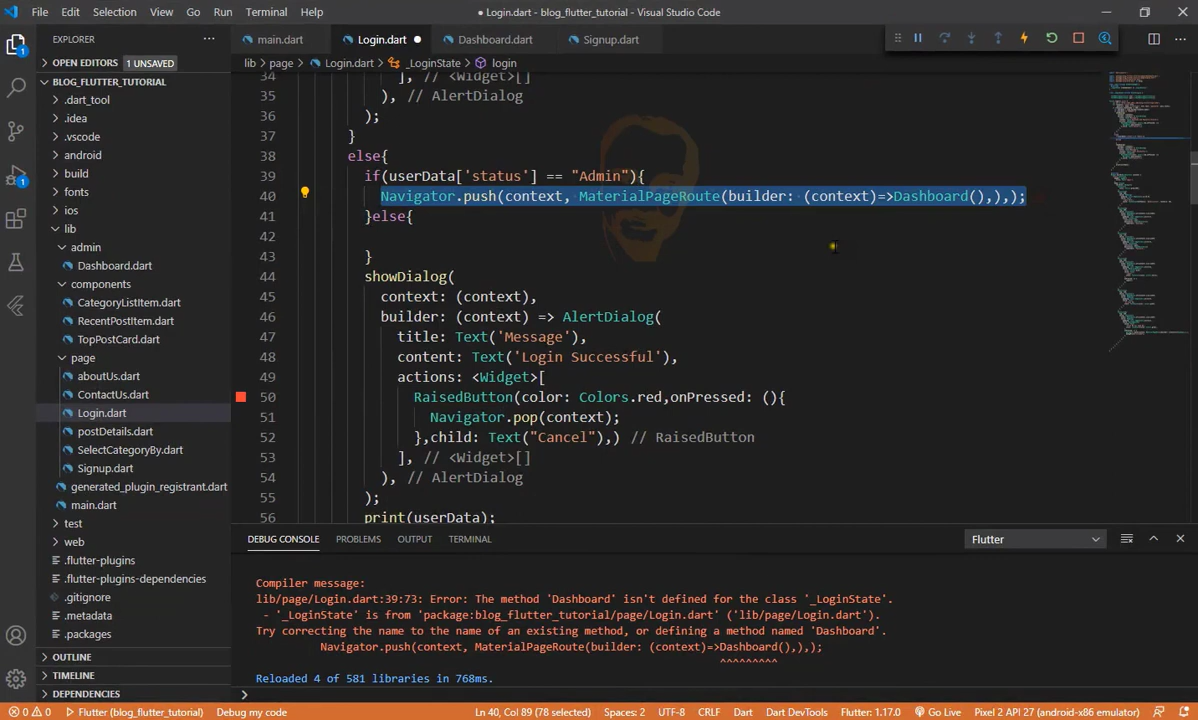 File Edit Selection View Go Run Terminal Help
● Login.dart - blog_flutter_tutorial - Visual Studio Code
EXPLORER
main.dart
Login.dart ●
Dashboard.dart
Signup.dart
OPEN EDITORS 1 UNSAVED
lib > page > Login.dart > _LoginState > login
BLOG_FLUTTER_TUTORIAL
.dart_tool
.idea
.vscode
android
build
fonts
ios
lib
admin
Dashboard.dart
components
CategoryListItem.dart
RecentPostItem.dart
TopPostCard.dart
page
aboutUs.dart
ContactUs.dart
Login.dart
postDetails.dart
SelectCategoryBy.dart
Signup.dart
generated_plugin_registrant.dart
main.dart
test
web
.flutter-plugins
.flutter-plugins-dependencies
.gitignore
.metadata
.packages
OUTLINE
TIMELINE
DEPENDENCIES
34 ], // <Widget>[]
35 ), // AlertDialog
36 );
37 }
38 else{
39 if(userData['status'] == "Admin"){
40 Navigator.push(context, MaterialPageRoute(builder: (context)=>Dashboard(),),);
41 }else{
42
43 }
44 showDialog(
45 context: (context),
46 builder: (context) => AlertDialog(
47 title: Text('Message'),
48 content: Text('Login Successful'),
49 actions: <Widget>[
50 RaisedButton(color: Colors.red,onPressed: (){
51 Navigator.pop(context);
52 },child: Text("Cancel"),) // RaisedButton
53 ], // <Widget>[]
54 ), // AlertDialog
55 );
56 print(userData);
DEBUG CONSOLE PROBLEMS OUTPUT TERMINAL
Flutter
Compiler message:
lib/page/Login.dart:39:73: Error: The method 'Dashboard' isn't defined for the class '_LoginState'.
- '_LoginState' is from 'package:blog_flutter_tutorial/page/Login.dart' ('lib/page/Login.dart').
Try correcting the name to the name of an existing method, or defining a method named 'Dashboard'.
Navigator.push(context, MaterialPageRoute(builder: (context)=>Dashboard(),),);
^^^^^^^^^
Reloaded 4 of 581 libraries in 768ms.
0 0 Flutter (blog_flutter_tutorial) Debug my code
Ln 40, Col 89 (78 selected) Spaces: 2 UTF-8 CRLF Dart Dart DevTools Flutter: 1.17.0 Go Live Pixel 2 API 27 (android-x86 emulator)